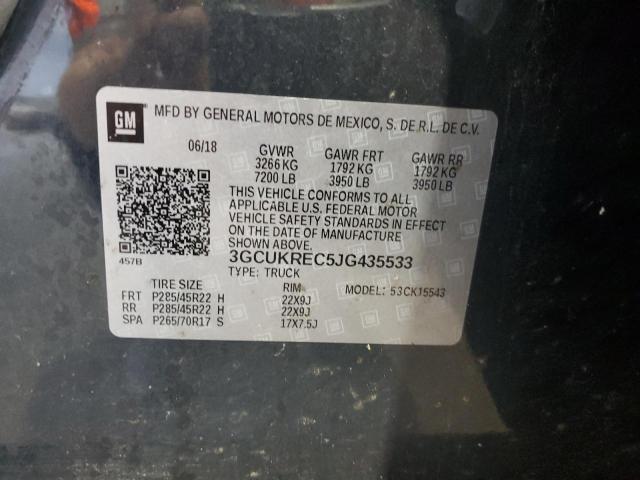 GM
MFD BY GENERAL MOTORS DE MEXICO, S. DE R.L. DE C.V.
06/18 GVWR GAWR FRT GAWR RR
3266 KG 1792 KG 1792 KG
7200 LB 3950 LB 3950 LB
THIS VEHICLE CONFORMS TO ALL
APPLICABLE U.S. FEDERAL MOTOR
VEHICLE SAFETY STANDARDS IN EFFECT
ON THE DATE OF MANUFACTURE
SHOWN ABOVE.
457B 3GCUKREC5JG435533
TYPE: TRUCK
TIRE SIZE RIM MODEL: 53CK15543
FRT P285/45R22 H 22X9J
RR P285/45R22 H 22X9J
SPA P265/70R17 S 17X7.5J